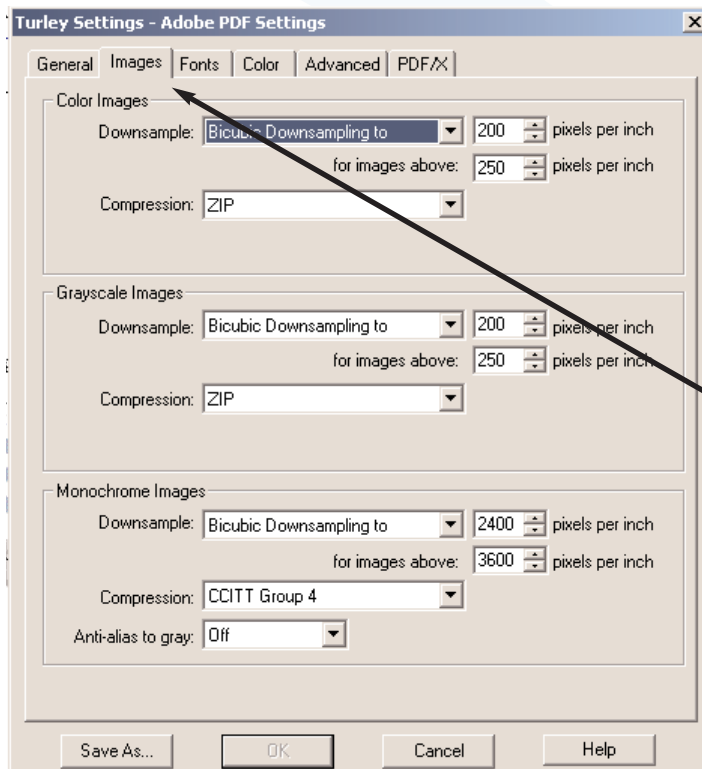 Turley Settings - Adobe PDF Settings
General Images Fonts Color Advanced PDF/X
Color Images
Downsample: Bicubic Downsampling to 200 pixels per inch
for images above: 250 pixels per inch
Compression: ZIP
Grayscale Images
Downsample: Bicubic Downsampling to 200 pixels per inch
for images above: 250 pixels per inch
Compression: ZIP
Monochrome Images
Downsample: Bicubic Downsampling to 2400 pixels per inch
for images above: 3600 pixels per inch
Compression: CCITT Group 4
Anti-alias to gray: Off
Save As... OK Cancel Help